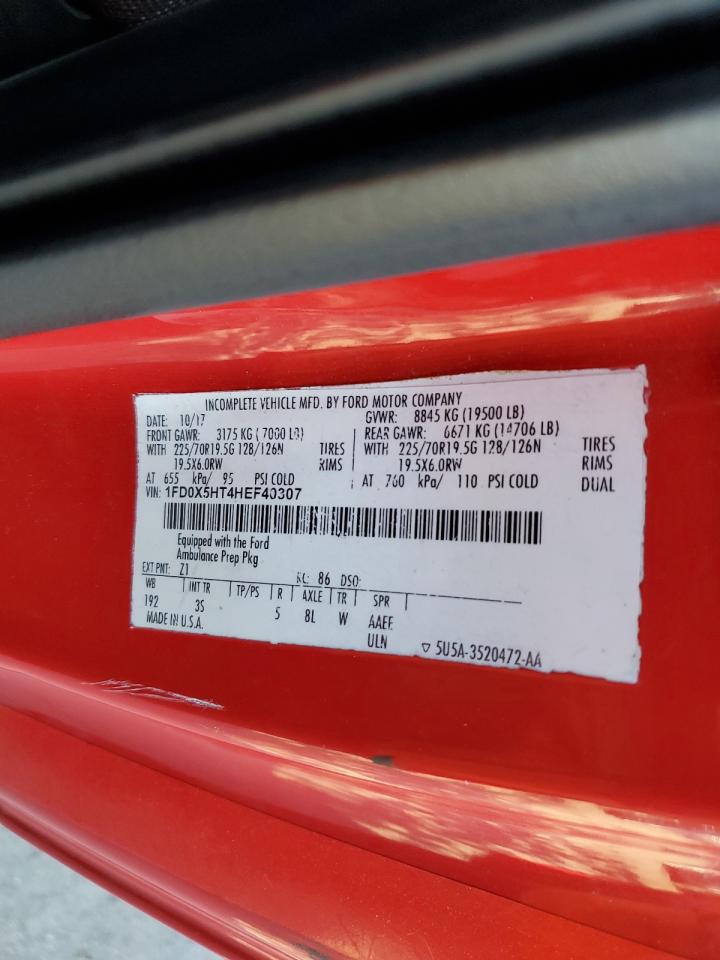 INCOMPLETE VEHICLE MFD. BY FORD MOTOR COMPANY
DATE: 10/17 GVWR: 8845 KG (19500 LB)
FRONT GAWR: 3175 KG (7000 LB) REAR GAWR: 6671 KG (14706 LB)
WITH 225/70R19.5G 128/126N TIRES WITH 225/70R19.5G 128/126N TIRES
19.5X6.0RW RIMS 19.5X6.0RW RIMS
AT 655 kPa/ 95 PSI COLD AT 760 kPa/ 110 PSI COLD DUAL
VIN: 1FD0X5HT4HEF40307
Equipped with the Ford
Ambulance Prep Pkg
EXT PNT: Z1 RC: 86 DSO:
WB INT TR TP/PS R AXLE TR SPR
192 3S 5 8L W AAEE
MADE IN U.S.A. ULN ▽ 5U5A-3520472-AA